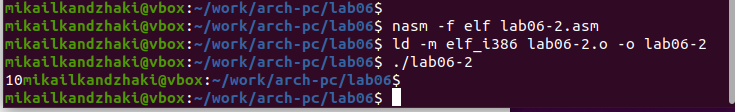 mikailkandzhaki@vbox:~/work/arch-pc/lab06$
mikailkandzhaki@vbox:~/work/arch-pc/lab06$ nasm -f elf lab06-2.asm
mikailkandzhaki@vbox:~/work/arch-pc/lab06$ ld -m elf_i386 lab06-2.o -o lab06-2
mikailkandzhaki@vbox:~/work/arch-pc/lab06$ ./lab06-2
10mikailkandzhaki@vbox:~/work/arch-pc/lab06$
mikailkandzhaki@vbox:~/work/arch-pc/lab06$